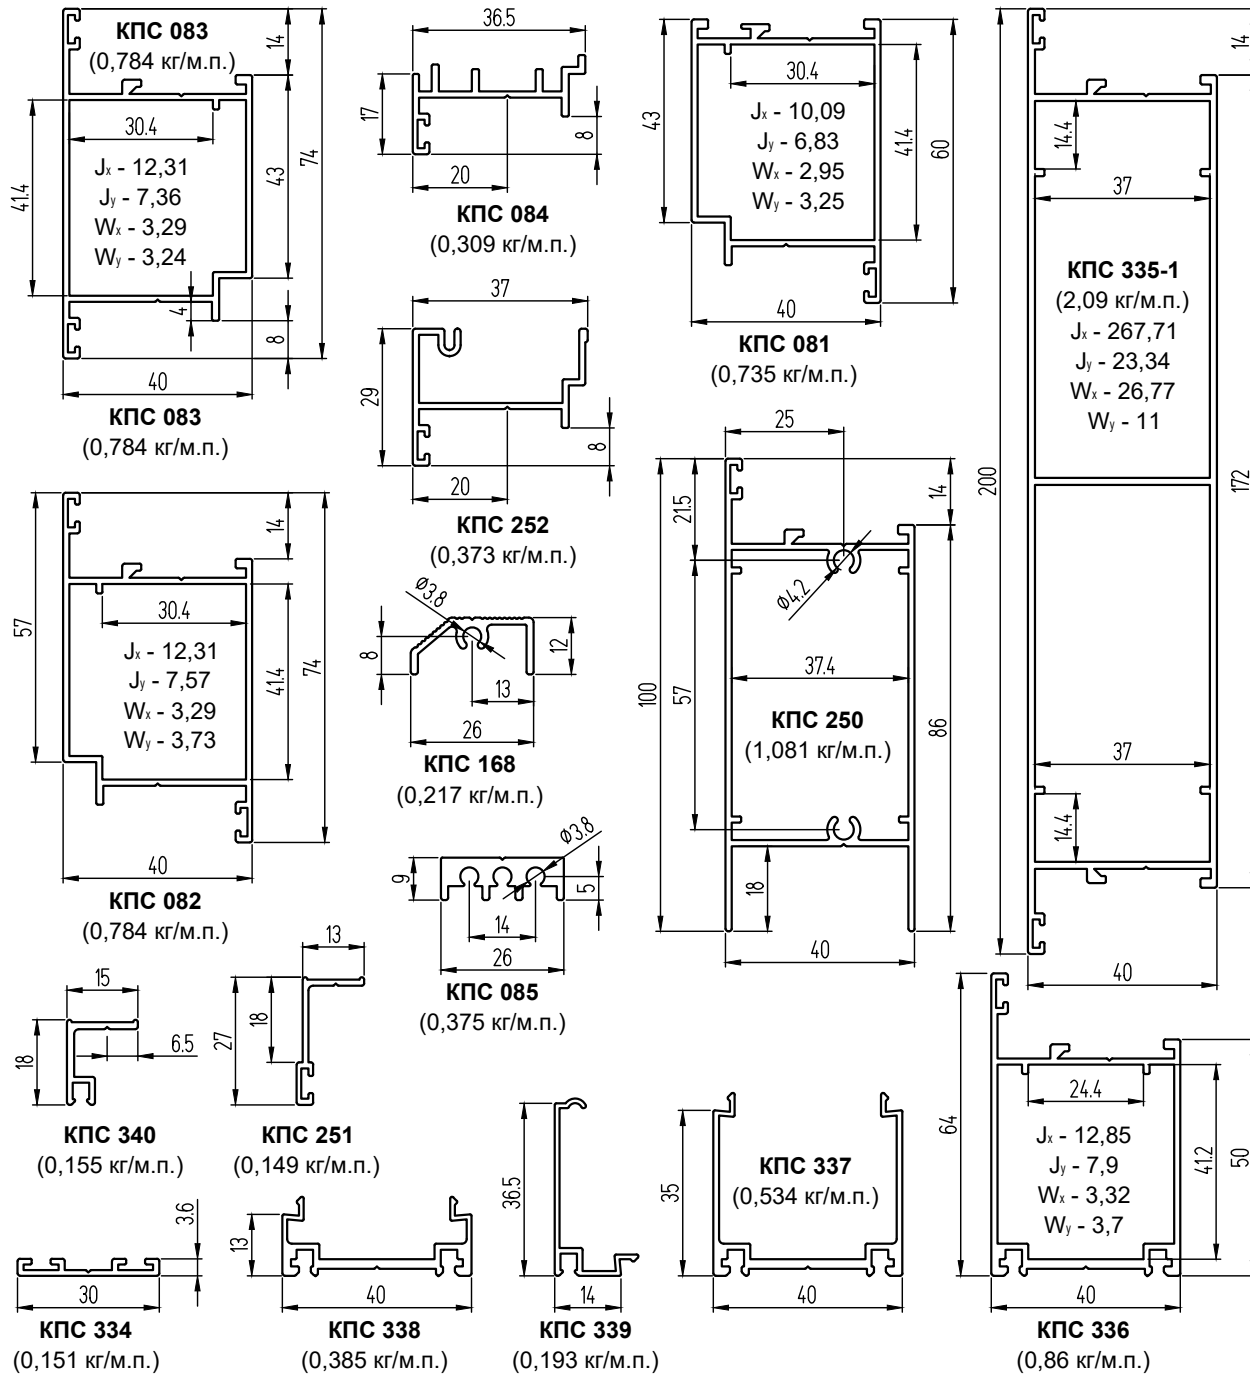 КПС 083
(0,784 кг/м.п.)
14
74
43
41.4
30.4
Jx - 12,31
Jy - 7,36
Wx - 3,29
Wy - 3,24
4
8
40
КПС 083
(0,784 кг/м.п.)
36.5
17
8
20
КПС 084
(0,309 кг/м.п.)
37
29
8
20
КПС 252
(0,373 кг/м.п.)
43
30.4
Jx - 10,09
Jy - 6,83
Wx - 2,95
Wy - 3,25
41.4
60
40
КПС 081
(0,735 кг/м.п.)
14
14.4
37
КПС 335-1
(2,09 кг/м.п.)
Jx - 267,71
Jy - 23,34
Wx - 26,77
Wy - 11
200
172
37
14.4
40
57
14
30.4
Jx - 12,31
Jy - 7,57
Wx - 3,29
Wy - 3,73
41.4
74
40
КПС 082
(0,784 кг/м.п.)
Ø3.8
8
12
13
26
КПС 168
(0,217 кг/м.п.)
Ø3.8
9
5
14
26
КПС 085
(0,375 кг/м.п.)
25
21.5
14
Ø4.2
100
57
37.4
КПС 250
(1,081 кг/м.п.)
86
18
40
15
18
6.5
КПС 340
(0,155 кг/м.п.)
13
18
27
КПС 251
(0,149 кг/м.п.)
3.6
30
КПС 334
(0,151 кг/м.п.)
13
40
КПС 338
(0,385 кг/м.п.)
36.5
14
КПС 339
(0,193 кг/м.п.)
35
КПС 337
(0,534 кг/м.п.)
40
64
24.4
Jx - 12,85
Jy - 7,9
Wx - 3,32
Wy - 3,7
41.2
50
40
КПС 336
(0,86 кг/м.п.)